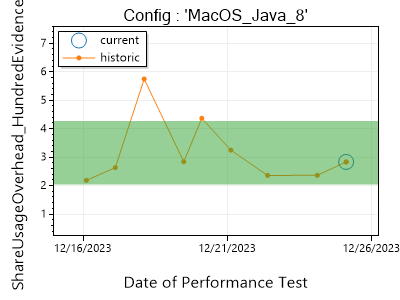 Config : 'MacOS_Java_8'
current
historic
ShareUsageOverhead_HundredEvidence
7
6
5
4
3
2
1
12/16/2023
12/21/2023
12/26/2023
Date of Performance Test